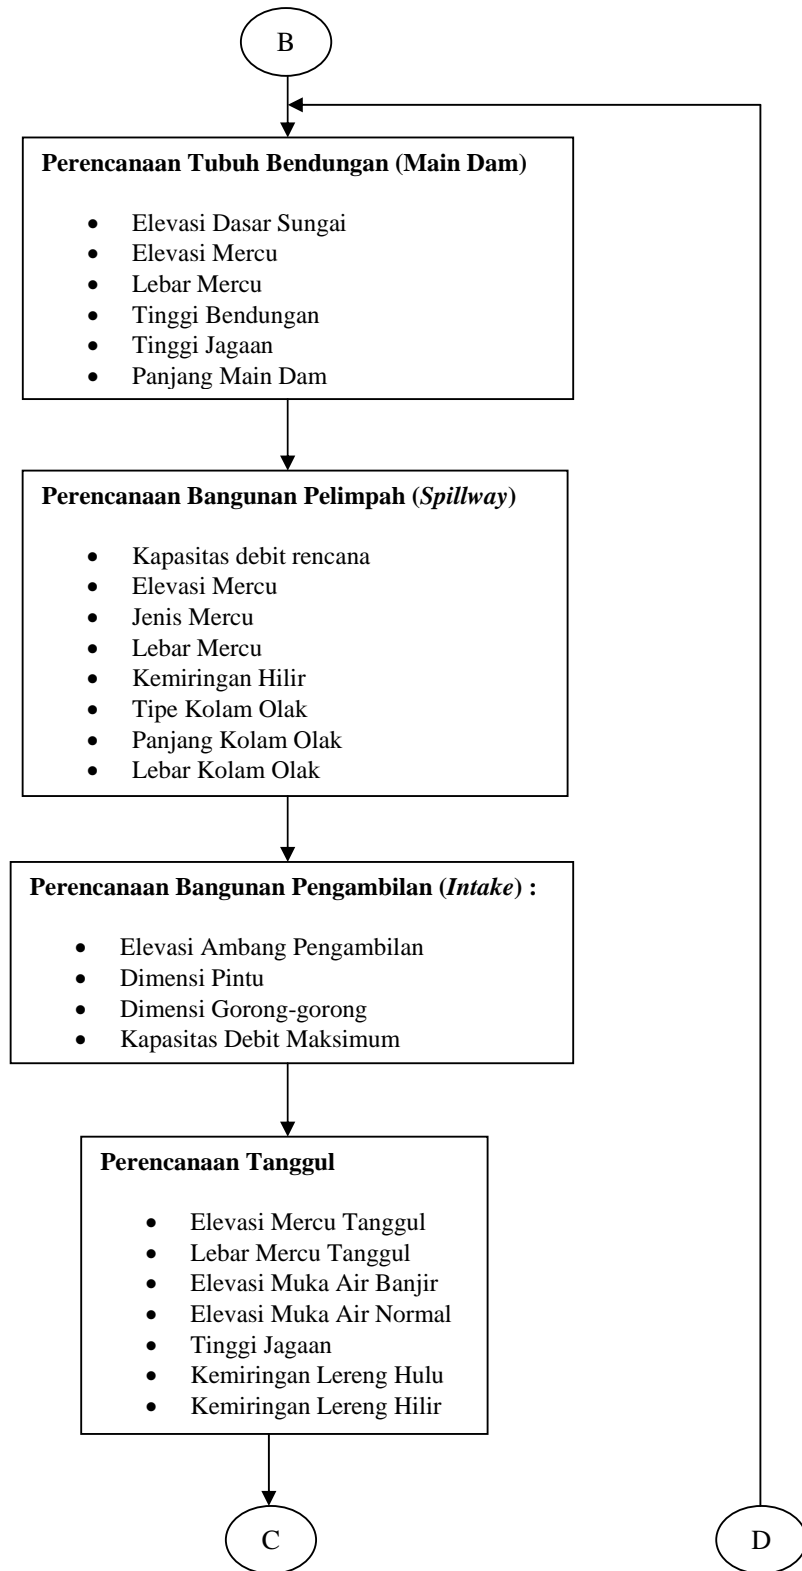 B
Perencanaan Tubuh Bendungan (Main Dam)
• Elevasi Dasar Sungai
• Elevasi Mercu
• Lebar Mercu
• Tinggi Bendungan
• Tinggi Jagaan
• Panjang Main Dam
Perencanaan Bangunan Pelimpah (Spillway)
• Kapasitas debit rencana
• Elevasi Mercu
• Jenis Mercu
• Lebar Mercu
• Kemiringan Hilir
• Tipe Kolam Olak
• Panjang Kolam Olak
• Lebar Kolam Olak
Perencanaan Bangunan Pengambilan (Intake) :
• Elevasi Ambang Pengambilan
• Dimensi Pintu
• Dimensi Gorong-gorong
• Kapasitas Debit Maksimum
Perencanaan Tanggul
• Elevasi Mercu Tanggul
• Lebar Mercu Tanggul
• Elevasi Muka Air Banjir
• Elevasi Muka Air Normal
• Tinggi Jagaan
• Kemiringan Lereng Hulu
• Kemiringan Lereng Hilir
C
D